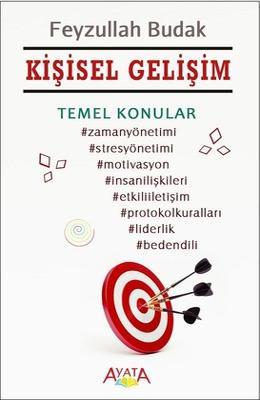 Feyzullah Budak
KİŞİSEL GELİŞİM
TEMEL KONULAR
#zamanyönetimi
#stresyönetimi
#motivasyon
#insanilişkileri
#etkiliiletişim
#protokolkuralları
#liderlik
#bedendili
AYATA